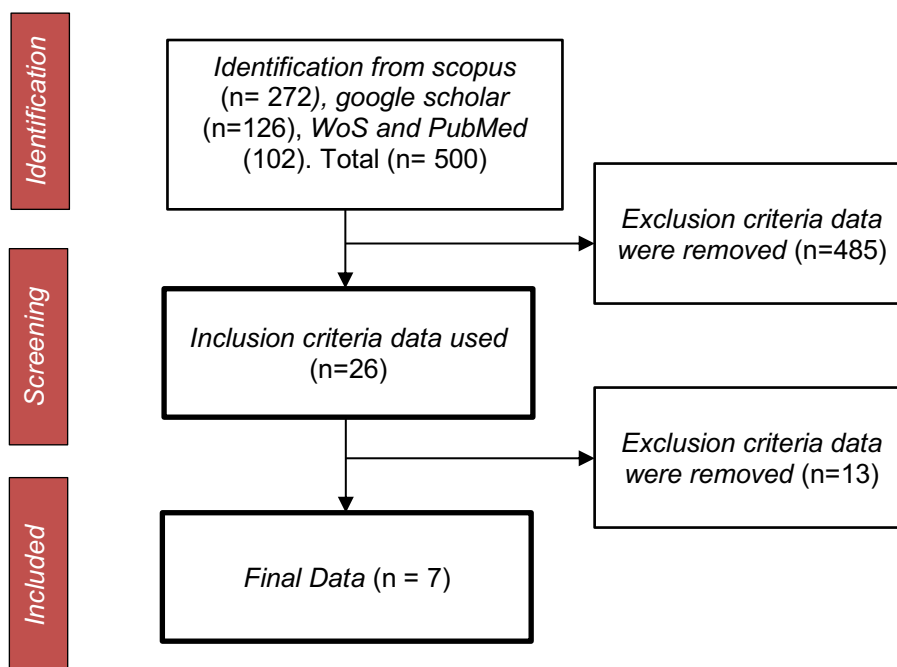 Identification
Identification from scopus
(n= 272), google scholar
(n=126), WoS and PubMed
(102). Total (n= 500)
Exclusion criteria data
were removed (n=485)
Screening
Inclusion criteria data used
(n=26)
Exclusion criteria data
were removed (n=13)
Included
Final Data (n = 7)